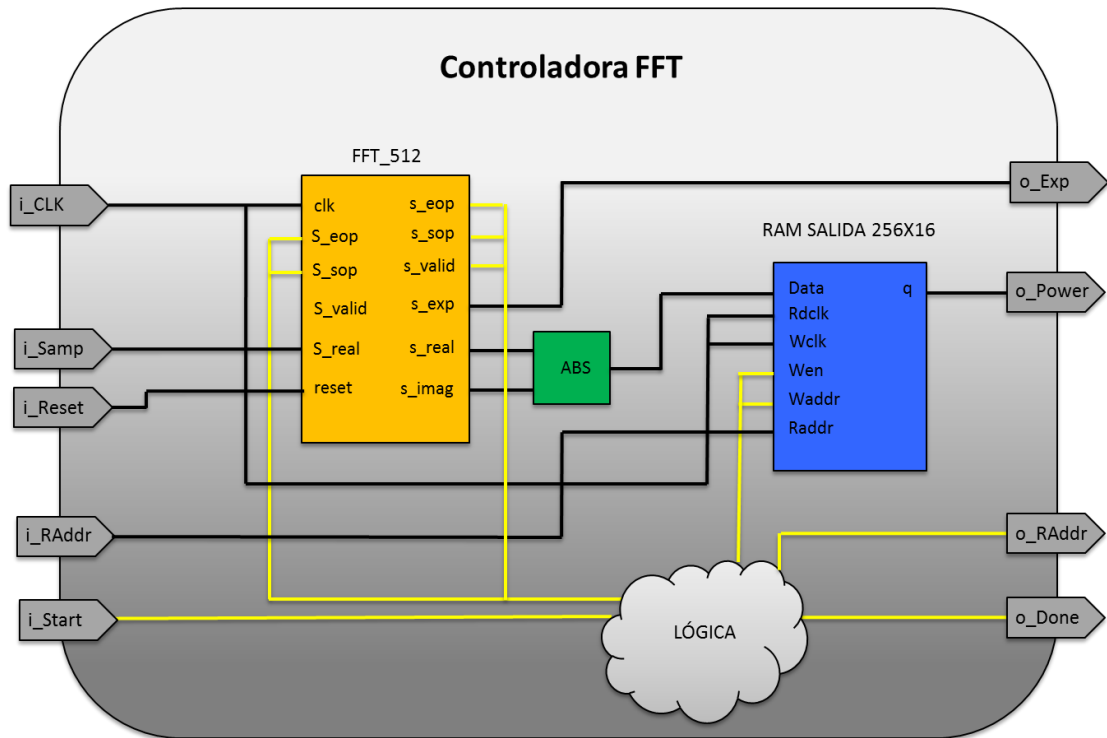 Controladora FFT
FFT_512
i_CLK
i_Samp
i_Reset
i_RAddr
i_Start
clk
S_eop
S_sop
S_valid
S_real
reset
s_eop
s_sop
s_valid
s_exp
s_real
s_imag
ABS
RAM SALIDA 256X16
Data
Rdclk
Wclk
Wen
Waddr
Raddr
q
LÓGICA
o_Exp
o_Power
o_RAddr
o_Done